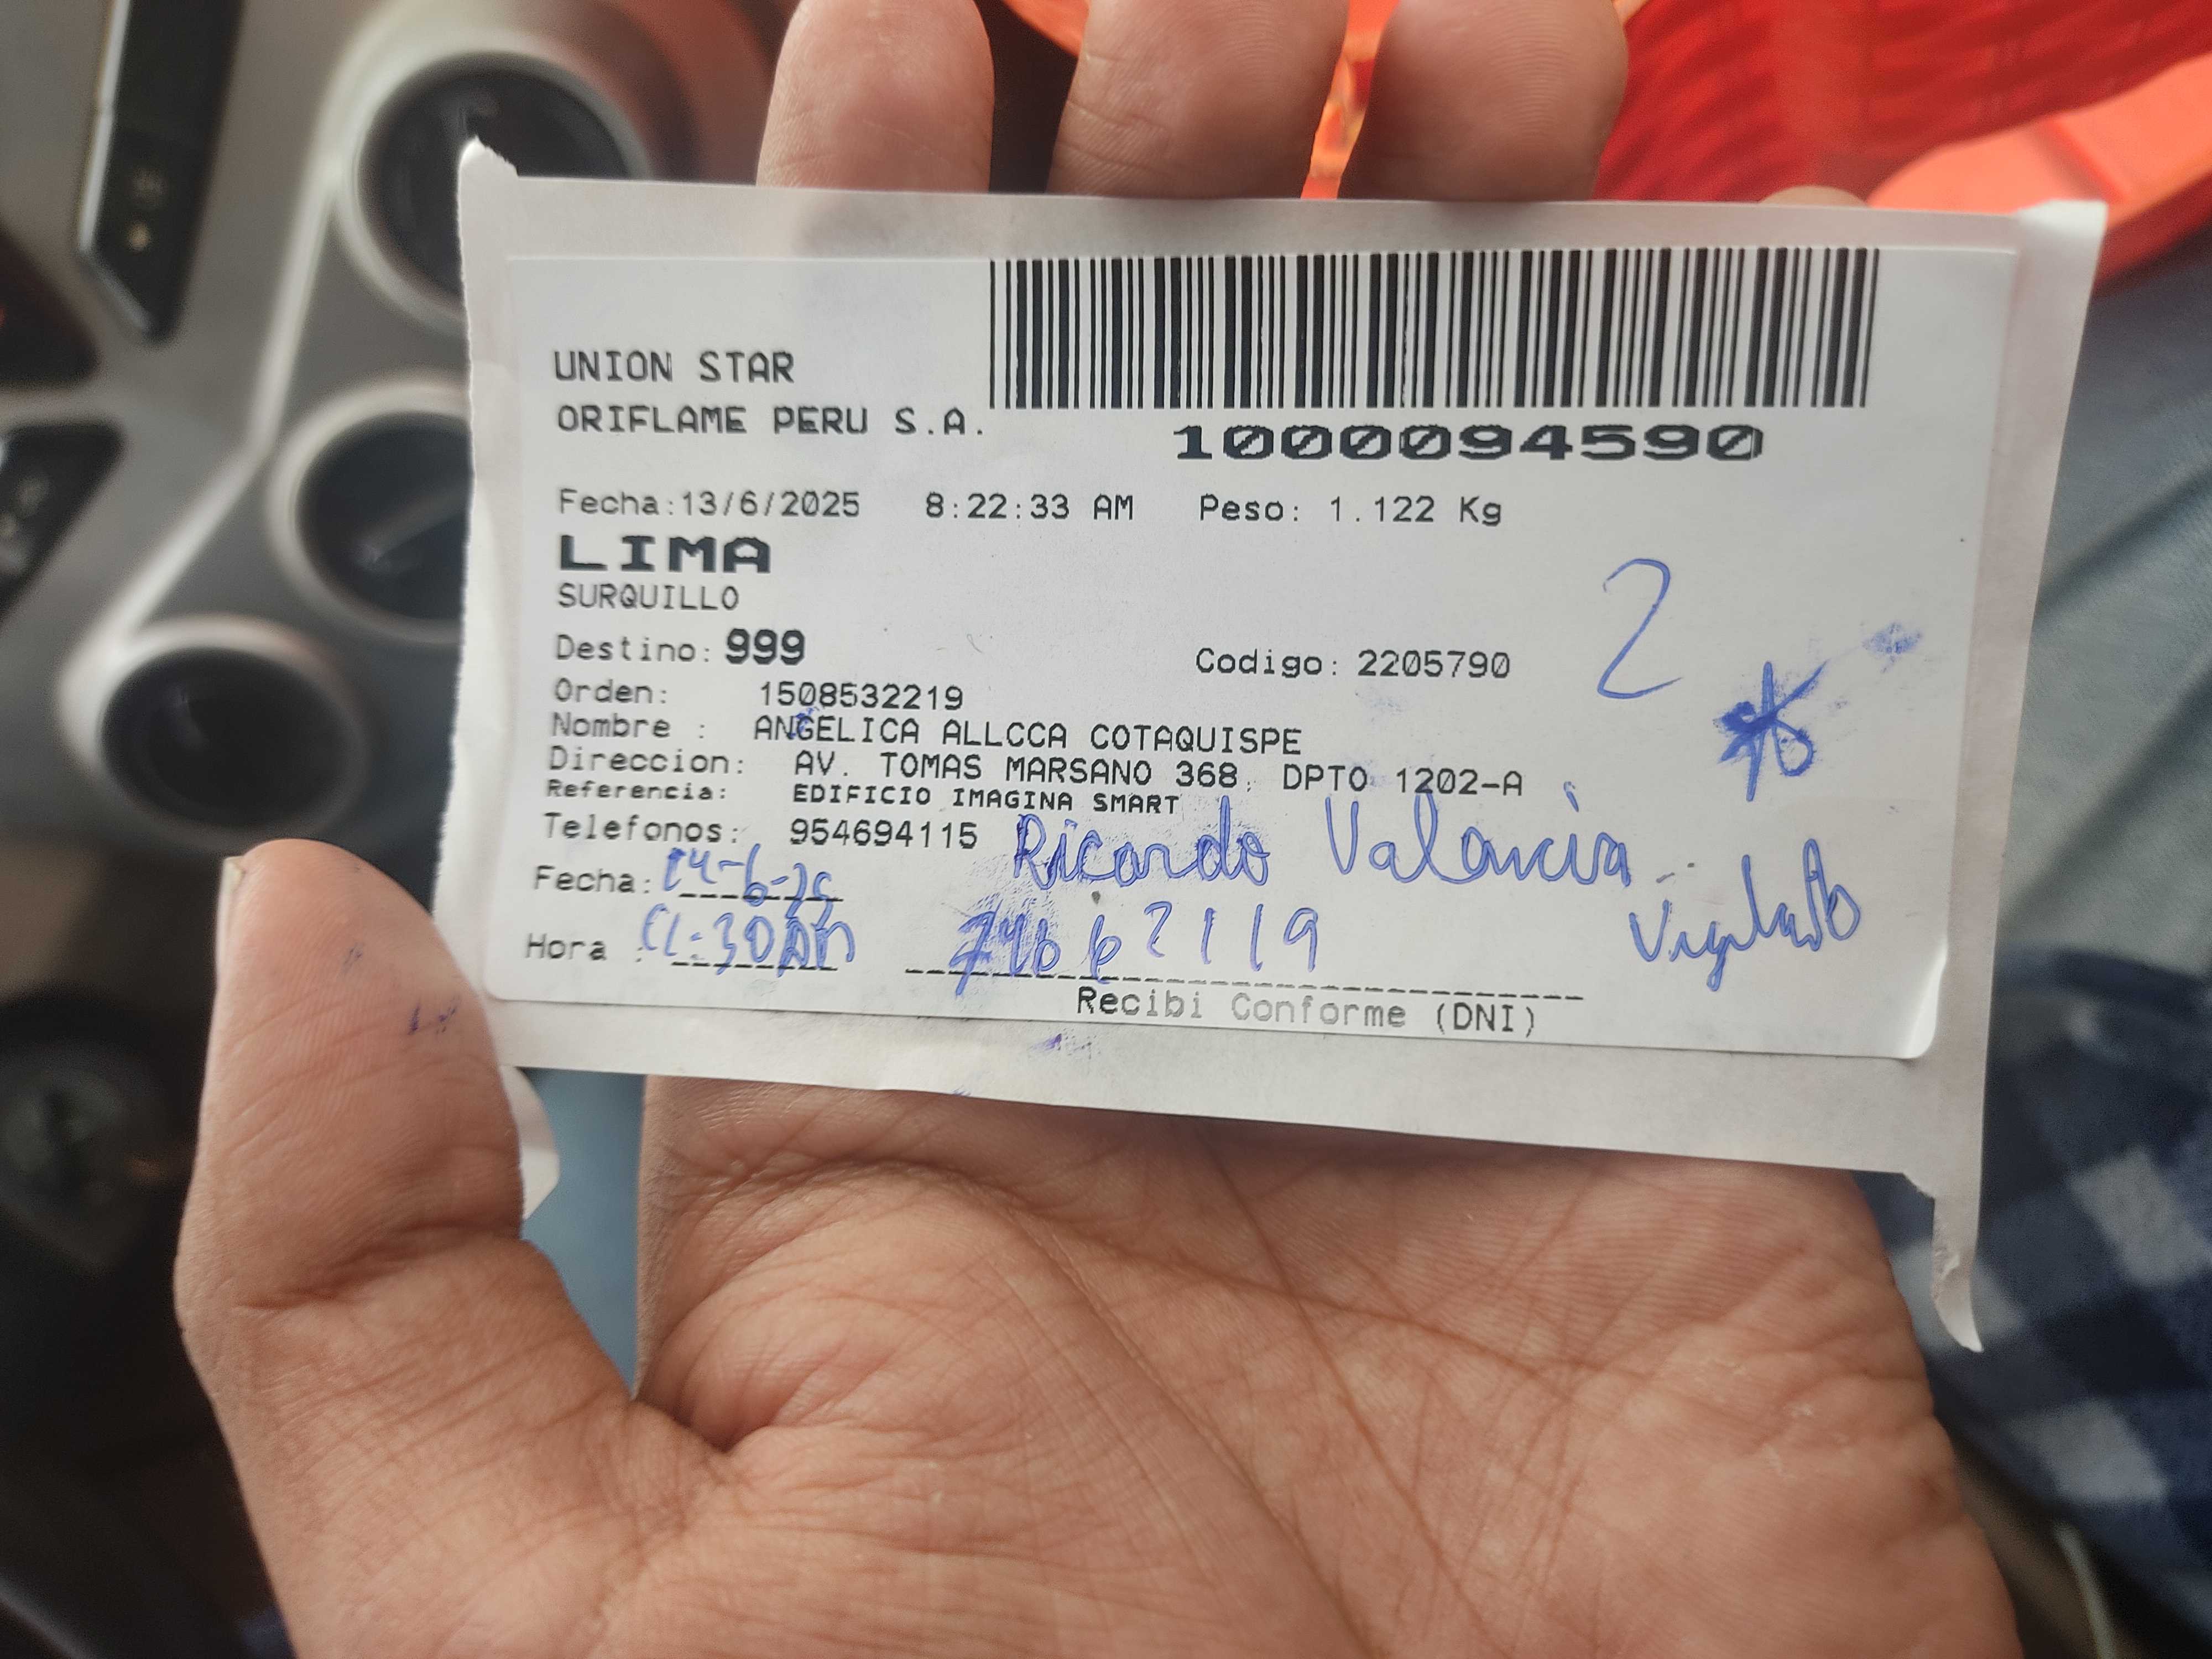 UNION STAR
ORIFLAME PERU S.A.
1000094590
Fecha:13/6/2025 8:22:33 AM Peso: 1.122 Kg
LIMA
SURQUILLO
2
Destino: 999 Codigo: 2205790
Orden: 1508532219
Nombre : ANGELICA ALLCCA COTAQUISPE
Direccion: AV. TOMAS MARSANO 368, DPTO 1202-A
Referencia: EDIFICIO IMAGINA SMART
Telefonos: 954694115
Ricardo Valencia
Fecha:
Hora :
Recibi Conforme (DNI)